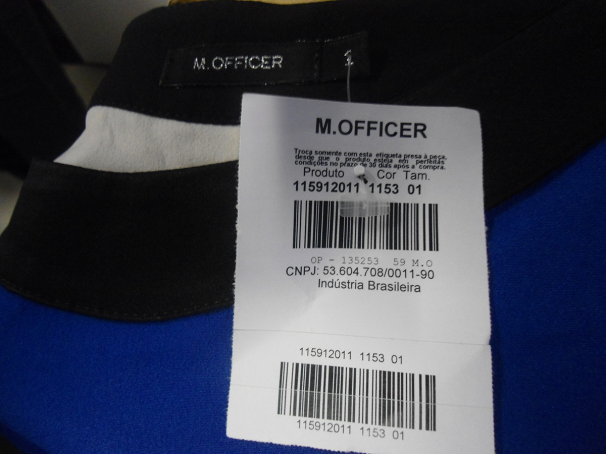 M.OFFICER 1
M.OFFICER
Troca somente com esta etiqueta presa à peça,
desde que o produto esteja em perfeitas
condições no prazo de 30 dias após a compra.
Produto Cor Tam.
115912011 1153 01
OP - 135253 59 M.O
CNPJ: 53.604.708/0011-90
Indústria Brasileira
115912011 1153 01
115912011 1153 01